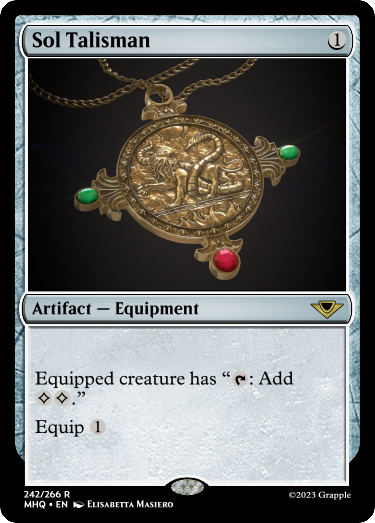 Sol Talisman 1
Artifact — Equipment
Equipped creature has “T: Add
◇◇.”
Equip 1
242/266 R
MHQ • EN Elisabetta Masiero
©2023 Grapple